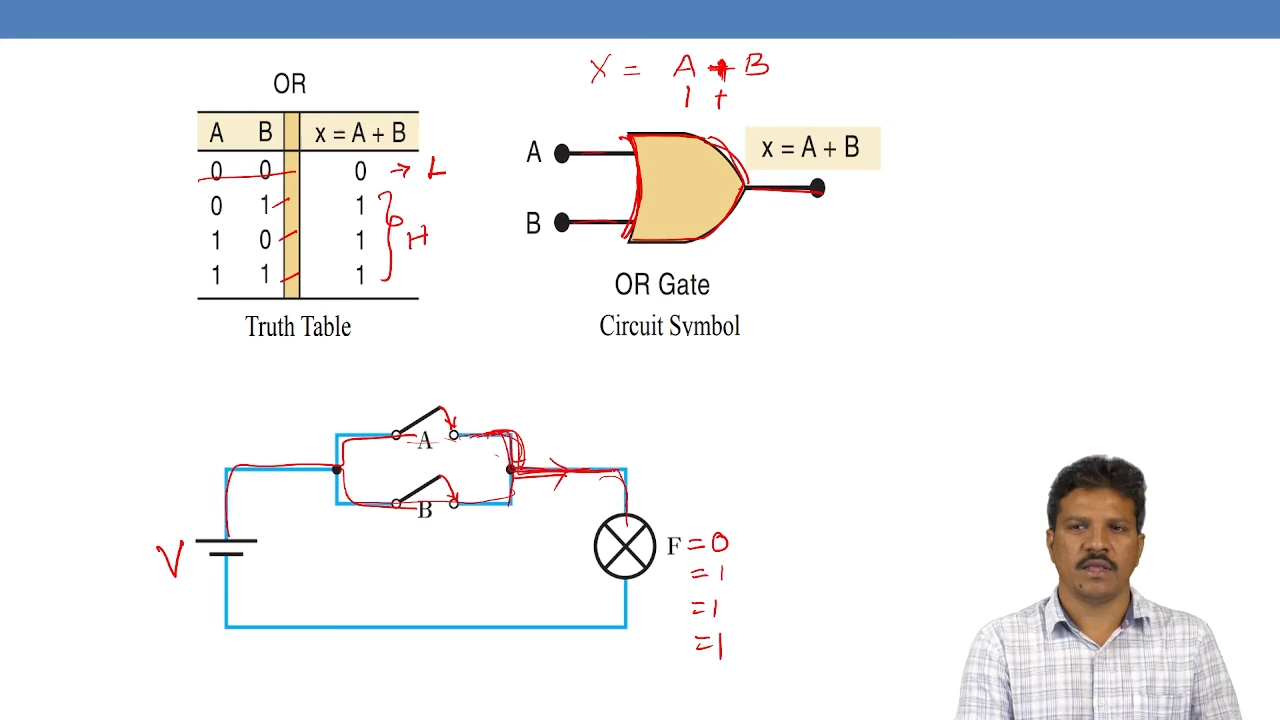 OR
A B x = A + B
0 0 0 → L
0 1 1
1 0 1 H
1 1 1
Truth Table
X = A + B
1 +
A
B
x = A + B
OR Gate
Circuit Symbol
A
B
V
F = 0
= 1
= 1
= 1